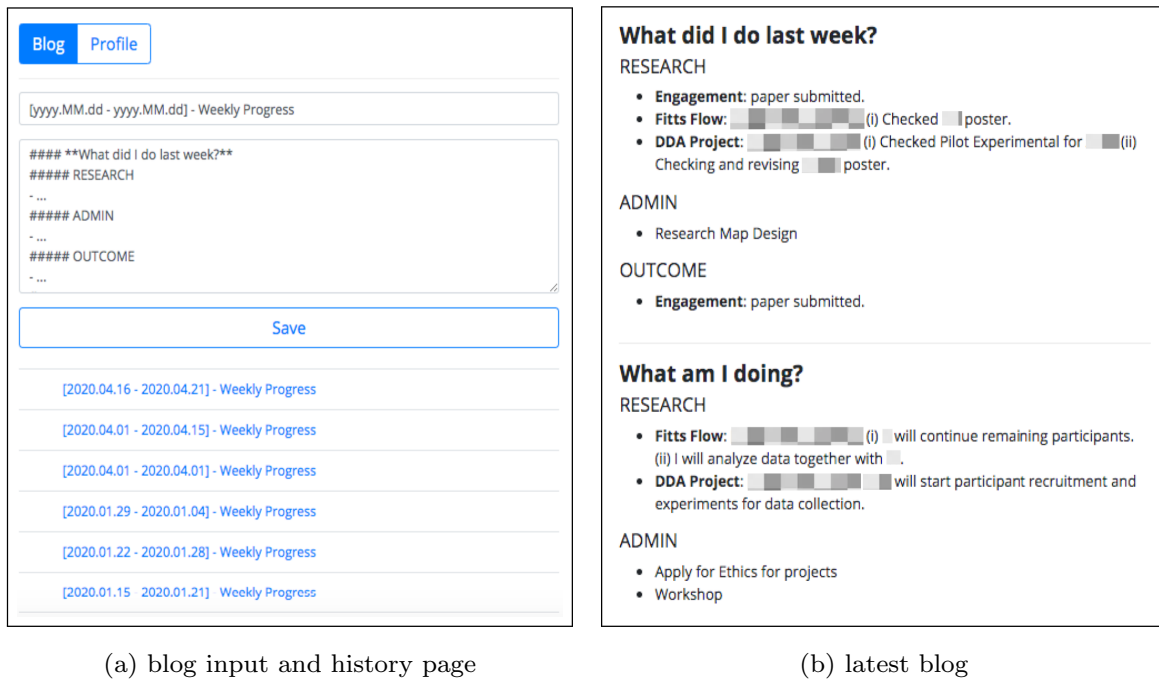 Blog Profile
[yyyy.MM.dd - yyyy.MM.dd] - Weekly Progress
#### **What did I do last week?**
##### RESEARCH
- ...
##### ADMIN
- ...
##### OUTCOME
- ...
Save
[2020.04.16 - 2020.04.21] - Weekly Progress
[2020.04.01 - 2020.04.15] - Weekly Progress
[2020.04.01 - 2020.04.01] - Weekly Progress
[2020.01.29 - 2020.01.04] - Weekly Progress
[2020.01.22 - 2020.01.28] - Weekly Progress
[2020.01.15 - 2020.01.21] - Weekly Progress
(a) blog input and history page
What did I do last week?
RESEARCH
• Engagement: paper submitted.
• Fitts Flow: (i) Checked poster.
• DDA Project: (i) Checked Pilot Experimental for (ii)
Checking and revising poster.
ADMIN
• Research Map Design
OUTCOME
• Engagement: paper submitted.
What am I doing?
RESEARCH
• Fitts Flow: (i) will continue remaining participants.
(ii) I will analyze data together with .
• DDA Project: will start participant recruitment and
experiments for data collection.
ADMIN
• Apply for Ethics for projects
• Workshop
(b) latest blog